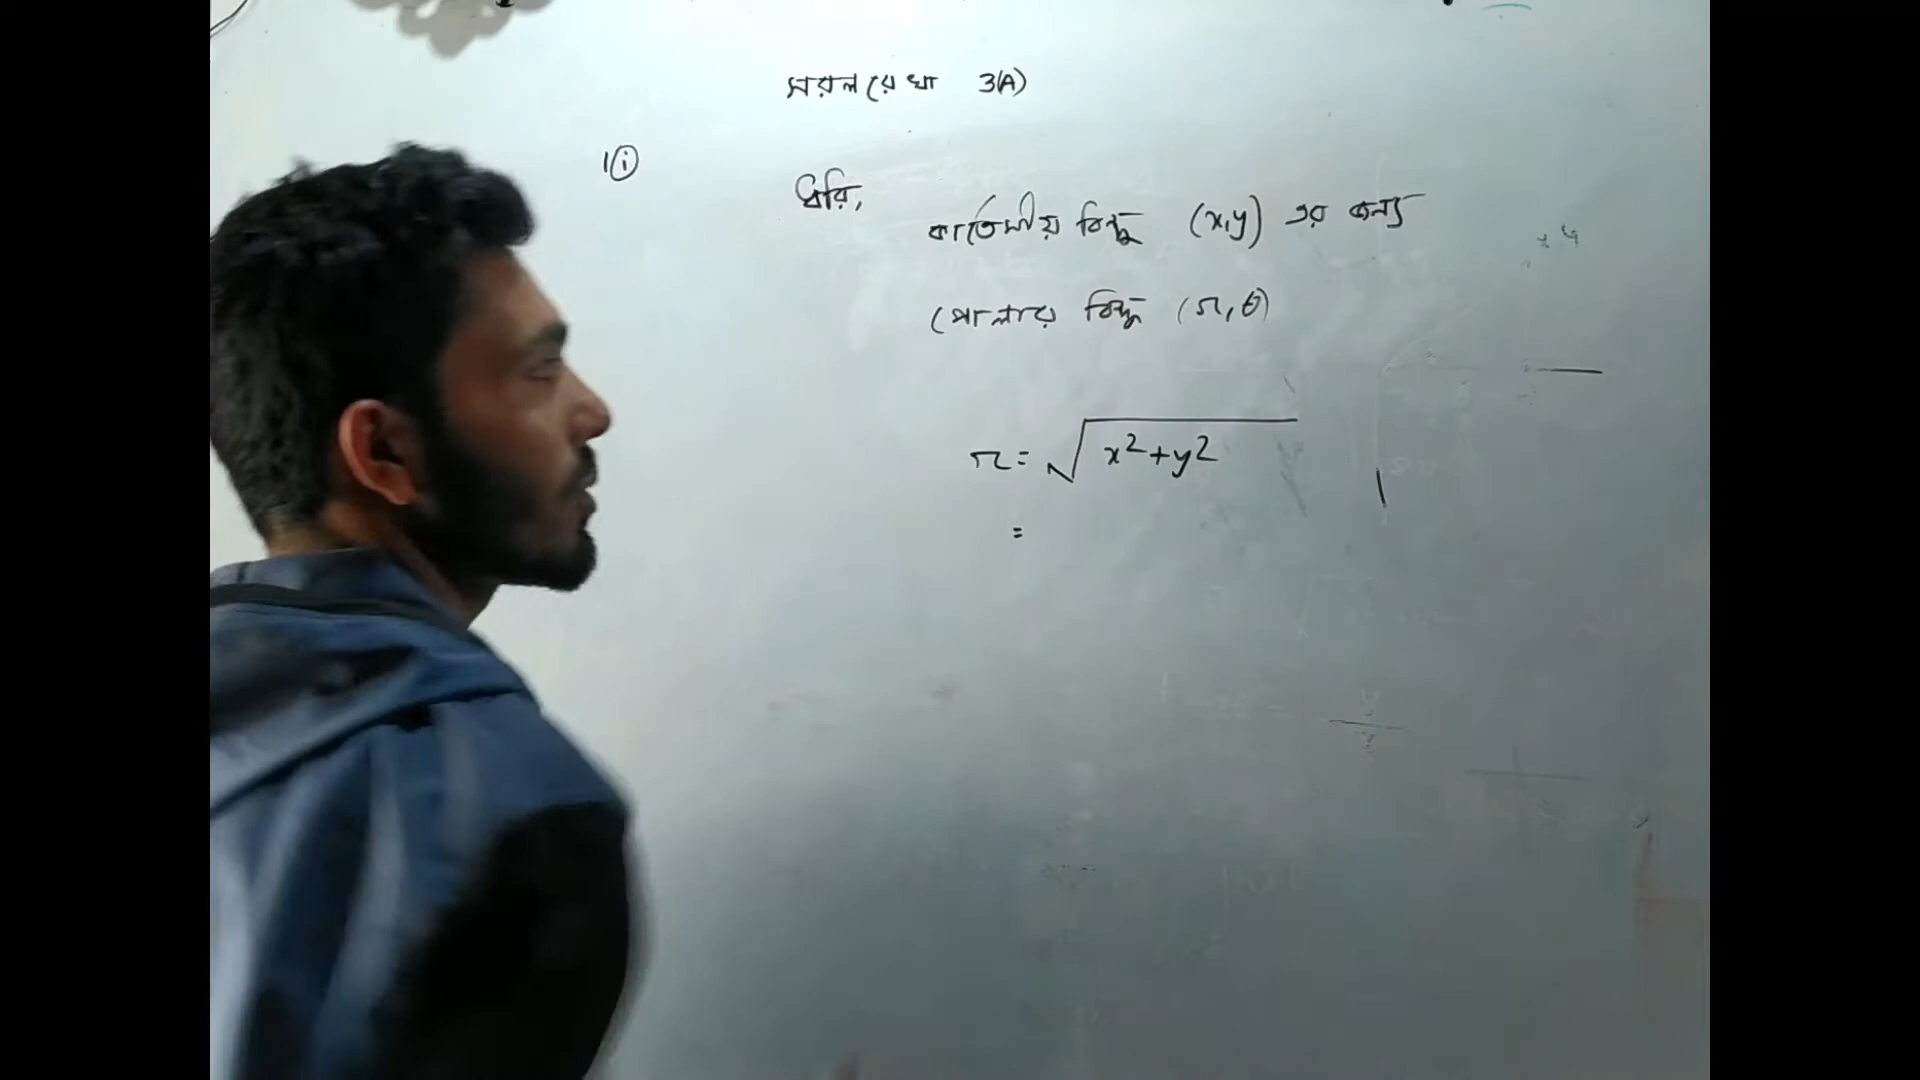 সরলরেখা 3(A)
1(i)
ধরি,
কার্তেসীয় বিন্দু (x,y) এর জন্য
পোলার বিন্দু (r, θ)
r = √x²+y²
=